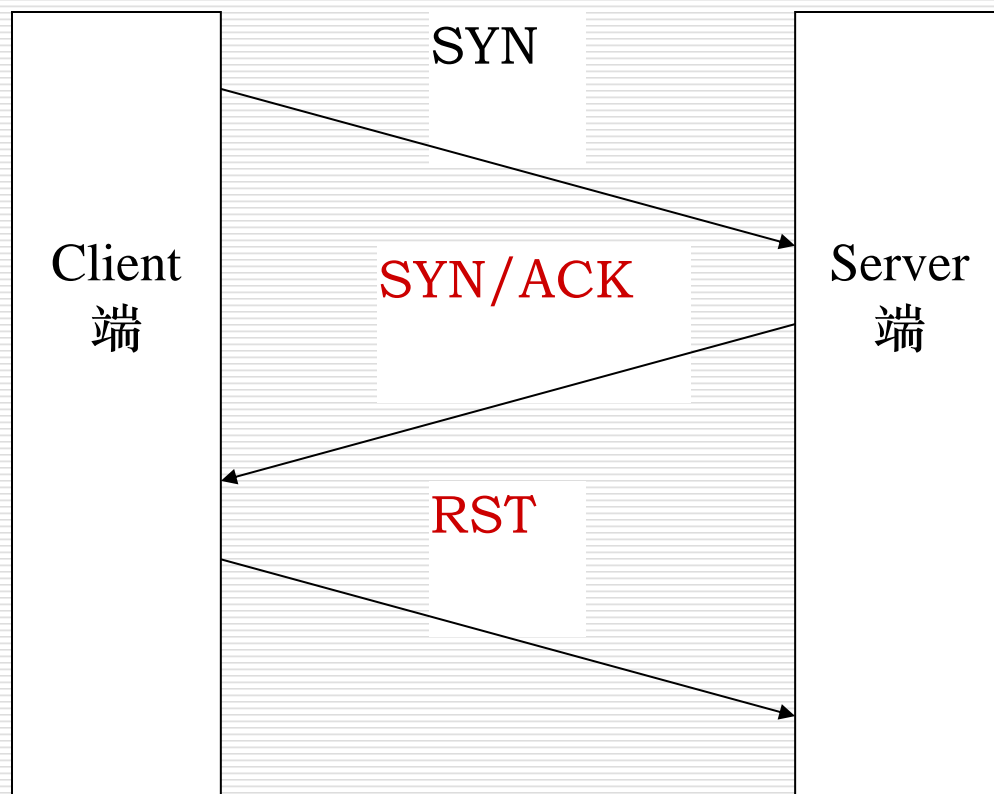 SYN
Client
端
SYN/ACK
Server
端
RST